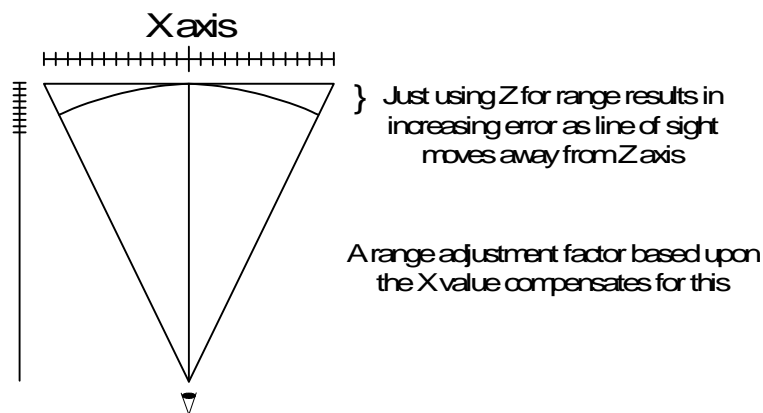 X axis
} Just using Z for range results in
increasing error as line of sight
moves away from Z axis
A range adjustment factor based upon
the X value compensates for this